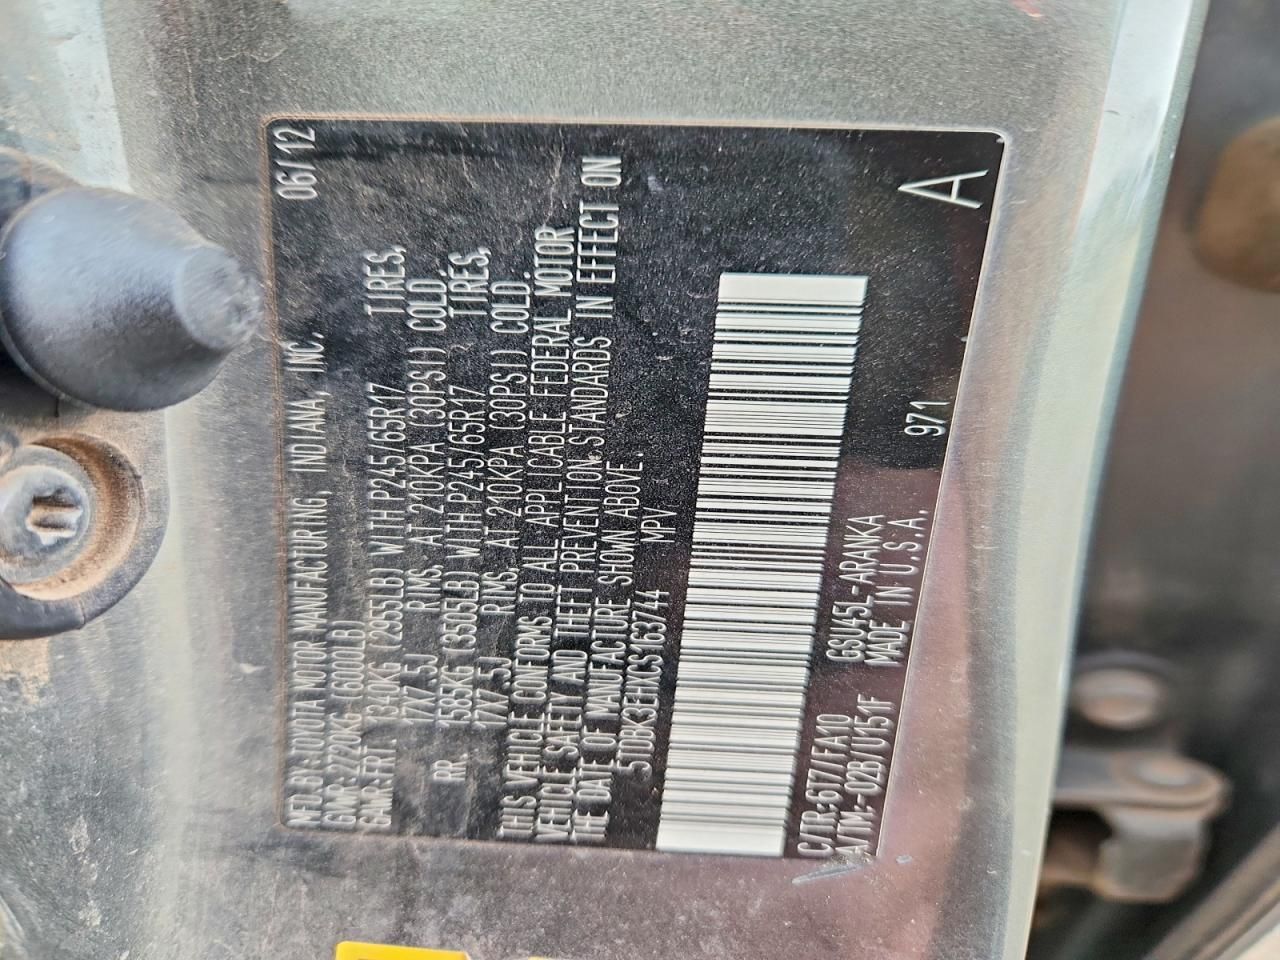 MFD. BY: TOYOTA MOTOR MANUFACTURING, INDIANA, INC. 06/12
GVWR: 2720KG (6000LB)
GAWR FRT 1340KG (2955LB) WITH P245/65R17 TIRES,
17X7.5J RIMS, AT 210KPA (30PSI) COLD.
RR 1585KG (3505LB) WITH P245/65R17 TIRES,
17X7.5J RIMS, AT 210KPA (30PSI) COLD.
THIS VEHICLE CONFORMS TO ALL APPLICABLE FEDERAL MOTOR
VEHICLE SAFETY AND THEFT PREVENTION STANDARDS IN EFFECT ON
THE DATE OF MANUFACTURE SHOWN ABOVE.
5TDBK3EHXCS163744 MPV
C/TR:6T7/FA10 GSU45L-ARANKA 971 A
A/TM:-02B/U151F MADE IN U.S.A.